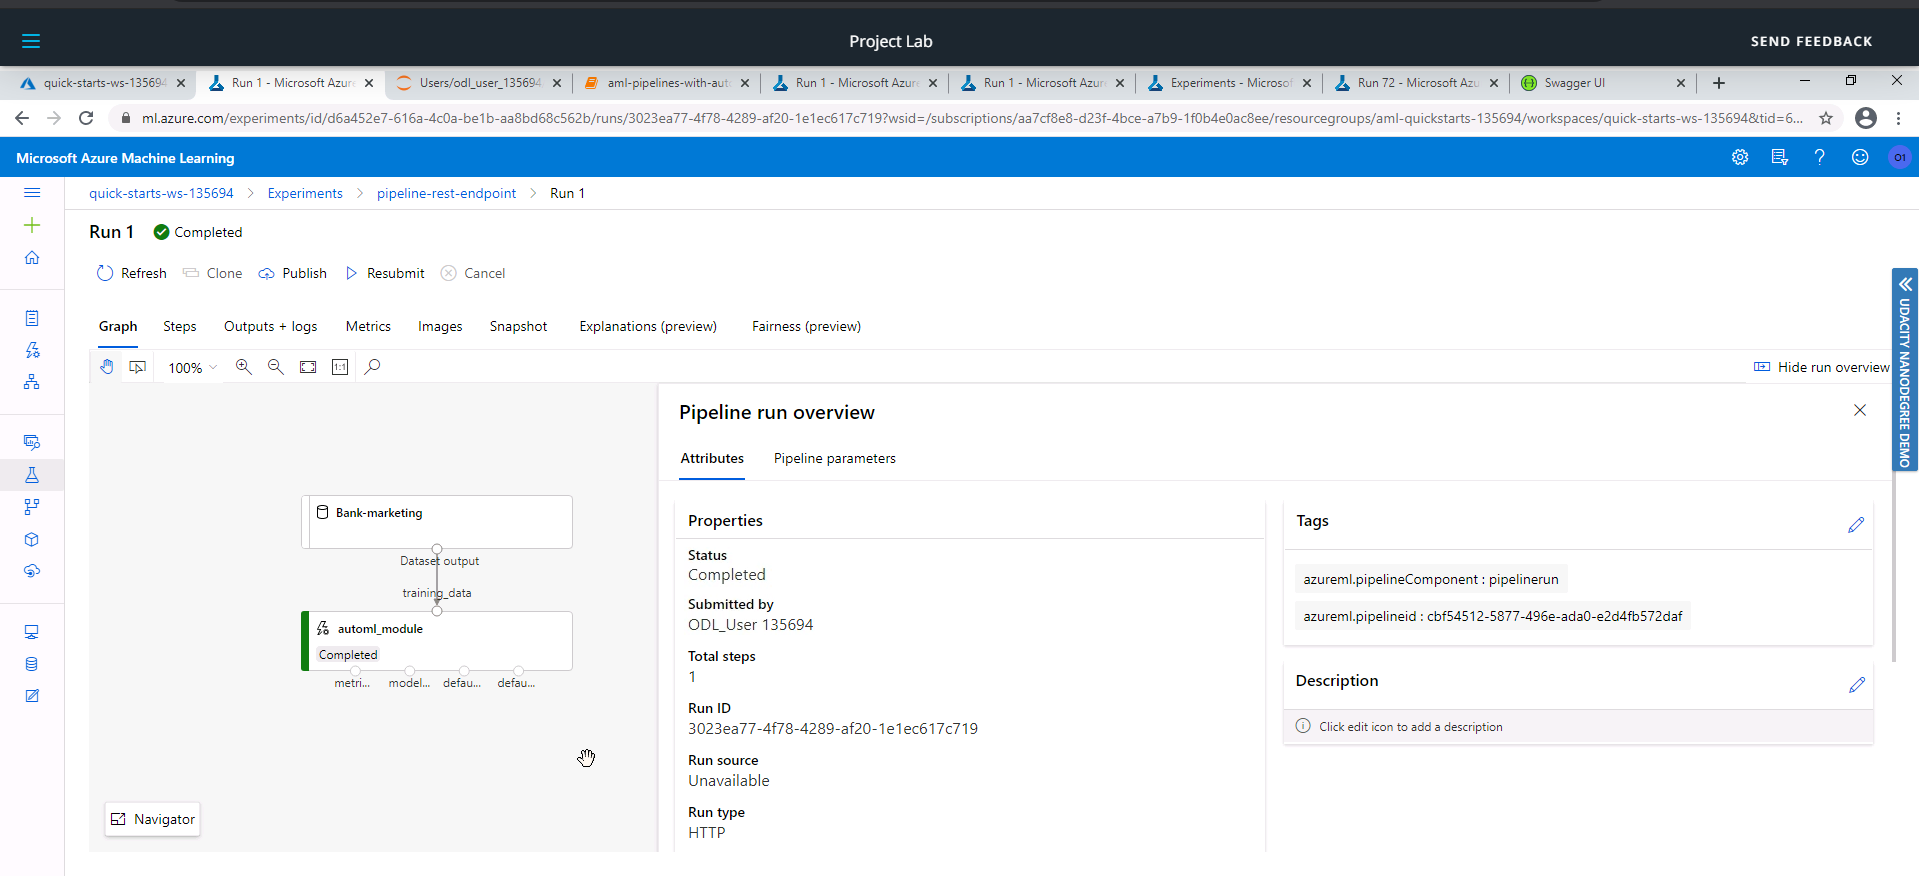 Project Lab
SEND FEEDBACK
quick-starts-ws-135694
Run 1 - Microsoft Azure
Users/odl_user_135694
aml-pipelines-with-aut
Run 1 - Microsoft Azure
Run 1 - Microsoft Azur
Experiments - Microsof
Run 72 - Microsoft Azu
Swagger UI
ml.azure.com/experiments/id/d6a452e7-616a-4c0a-be1b-aa8bd68c562b/runs/3023ea77-4f78-4289-af20-1e1ec617c719?wsid=/subscriptions/aa7cf8e8-d23f-4bce-a7b9-1f0b4e0ac8ee/resourcegroups/aml-quickstarts-135694/workspaces/quick-starts-ws-135694&tid=6...
Microsoft Azure Machine Learning
O1
quick-starts-ws-135694 > Experiments > pipeline-rest-endpoint > Run 1
Run 1 Completed
Refresh Clone Publish Resubmit Cancel
Graph Steps Outputs + logs Metrics Images Snapshot Explanations (preview) Fairness (preview)
100%
1:1
Hide run overview
UDACITY NANODEGREE DEMO
Bank-marketing
Dataset output
training_data
automl_module
Completed
metri... model... defau... defau...
Navigator
Pipeline run overview
Attributes Pipeline parameters
Properties
Status
Completed
Submitted by
ODL_User 135694
Total steps
1
Run ID
3023ea77-4f78-4289-af20-1e1ec617c719
Run source
Unavailable
Run type
HTTP
Tags
azureml.pipelineComponent : pipelinerun
azureml.pipelineid : cbf54512-5877-496e-ada0-e2d4fb572daf
Description
Click edit icon to add a description